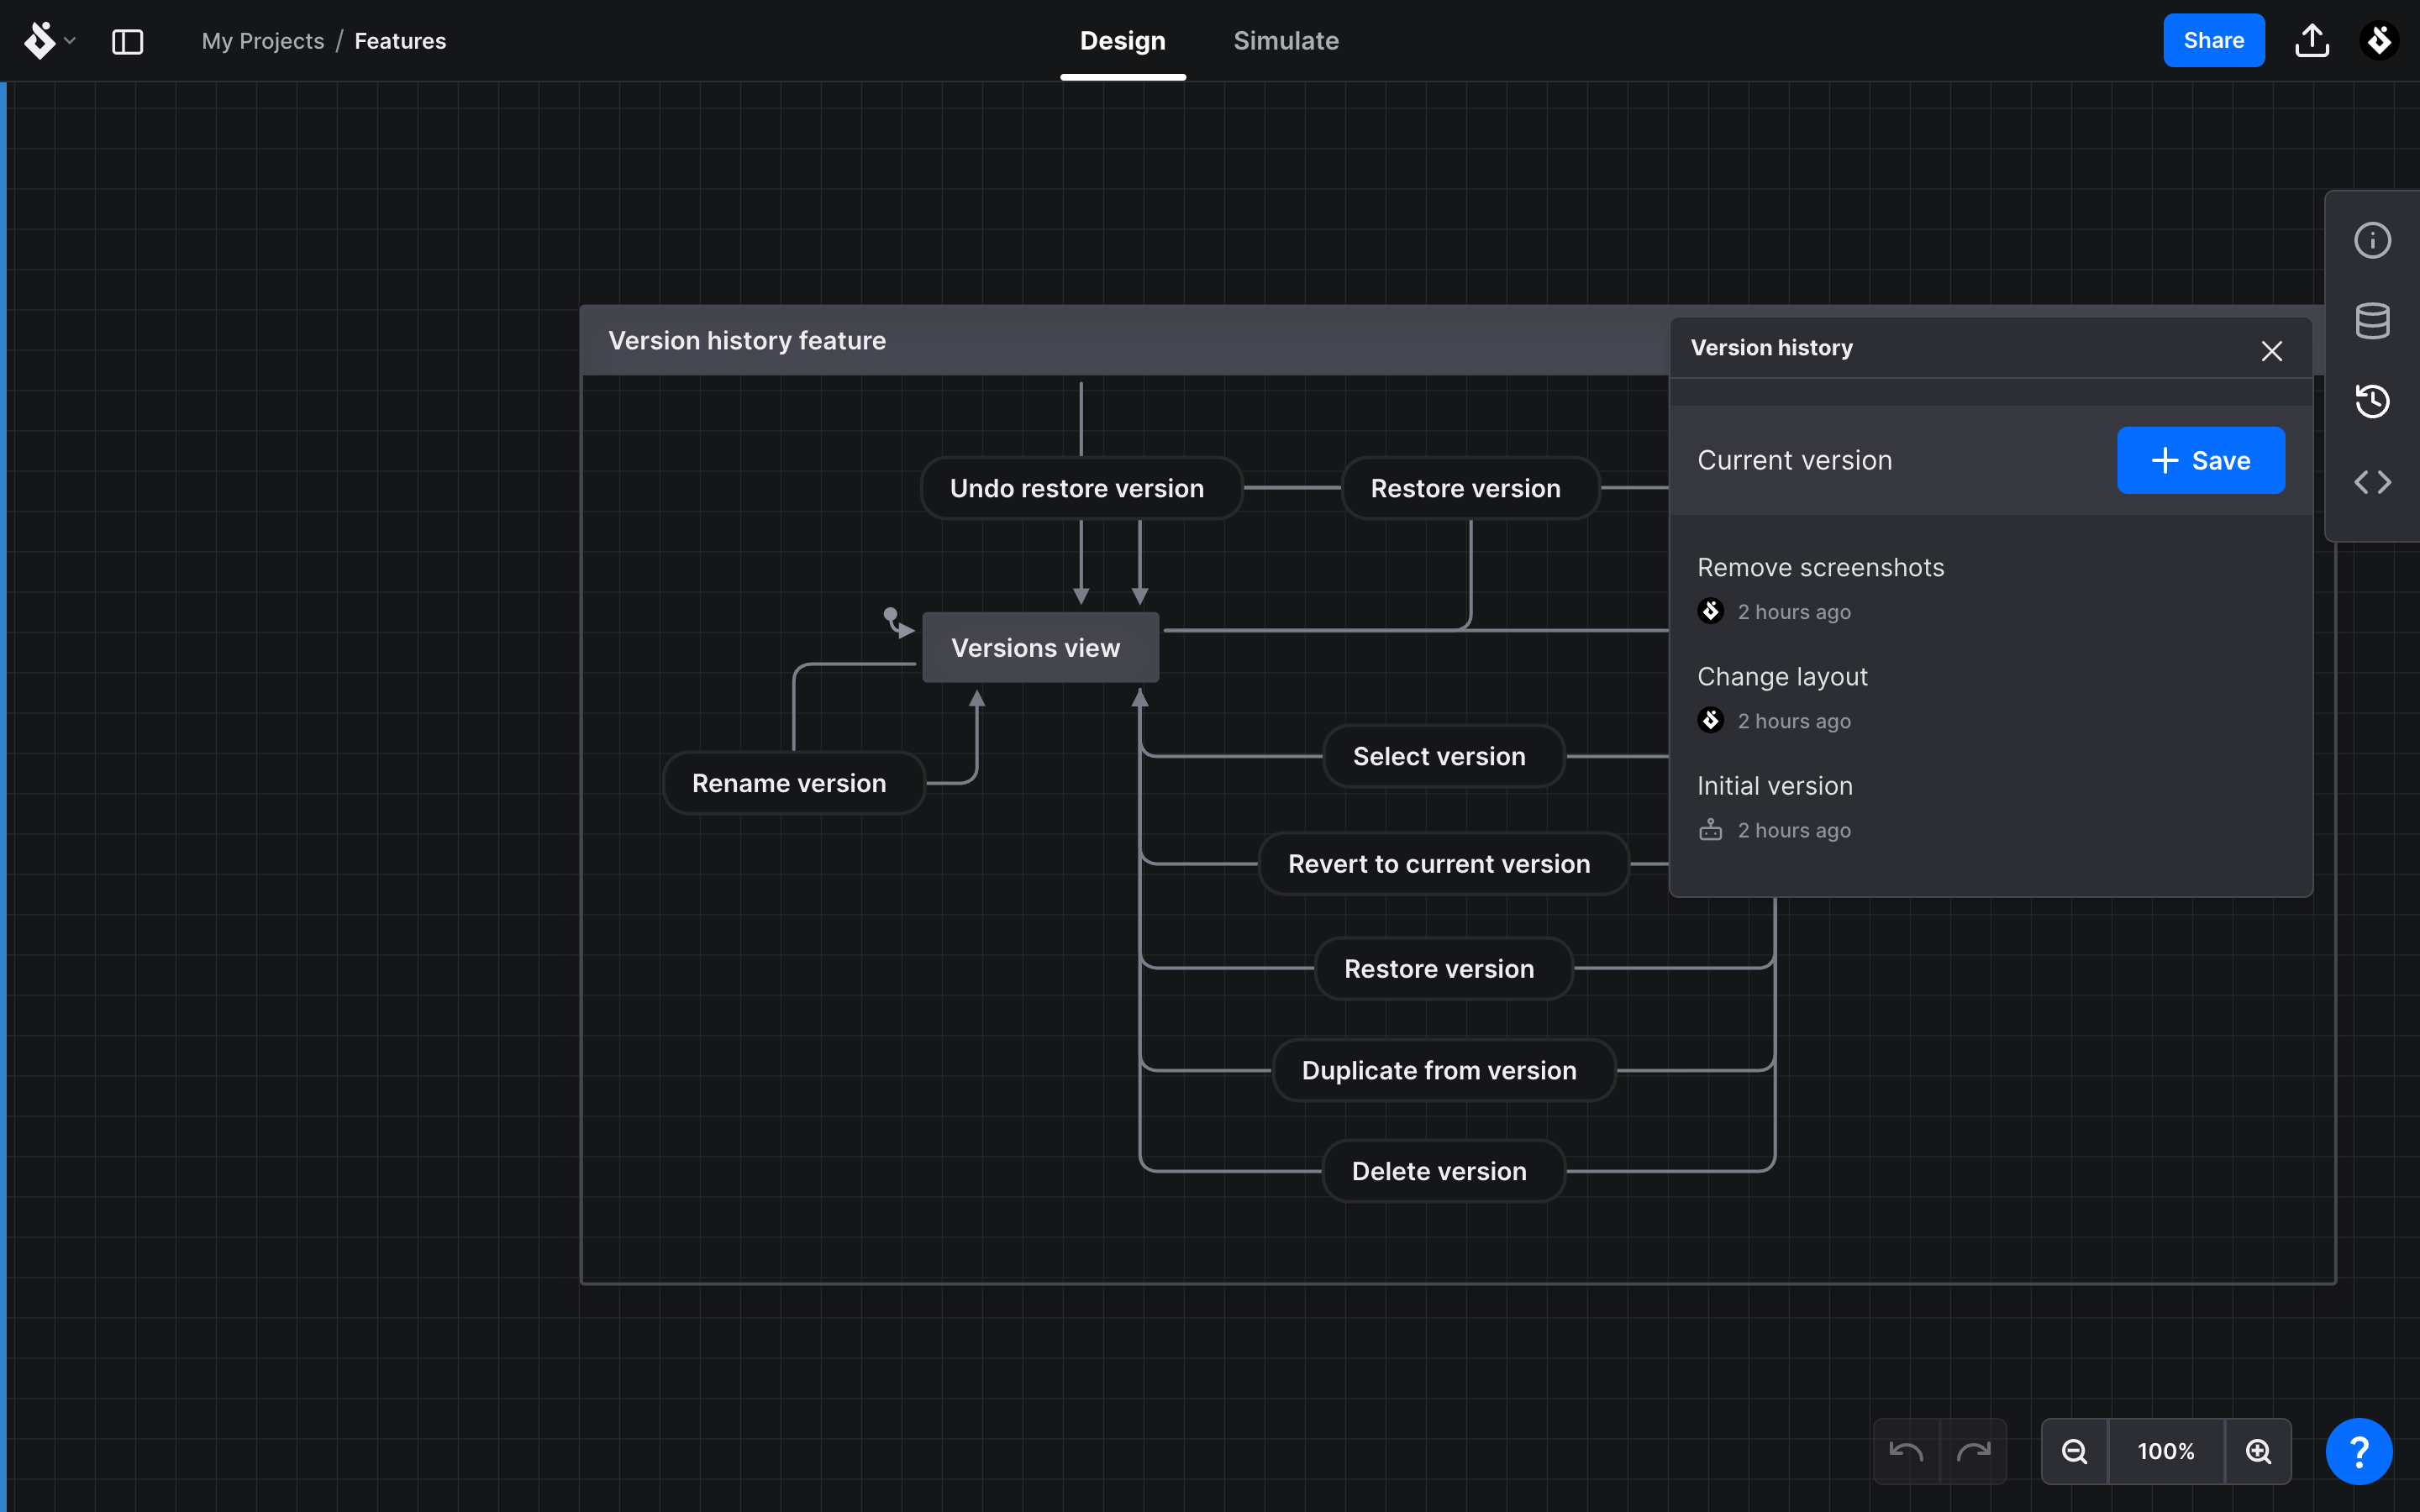 My Projects / Features
Design
Simulate
Share
Version history feature
Version history
Current version
Save
Remove screenshots
2 hours ago
Change layout
2 hours ago
Initial version
2 hours ago
Undo restore version
Restore version
Versions view
Rename version
Select version
Revert to current version
Restore version
Duplicate from version
Delete version
100%
?